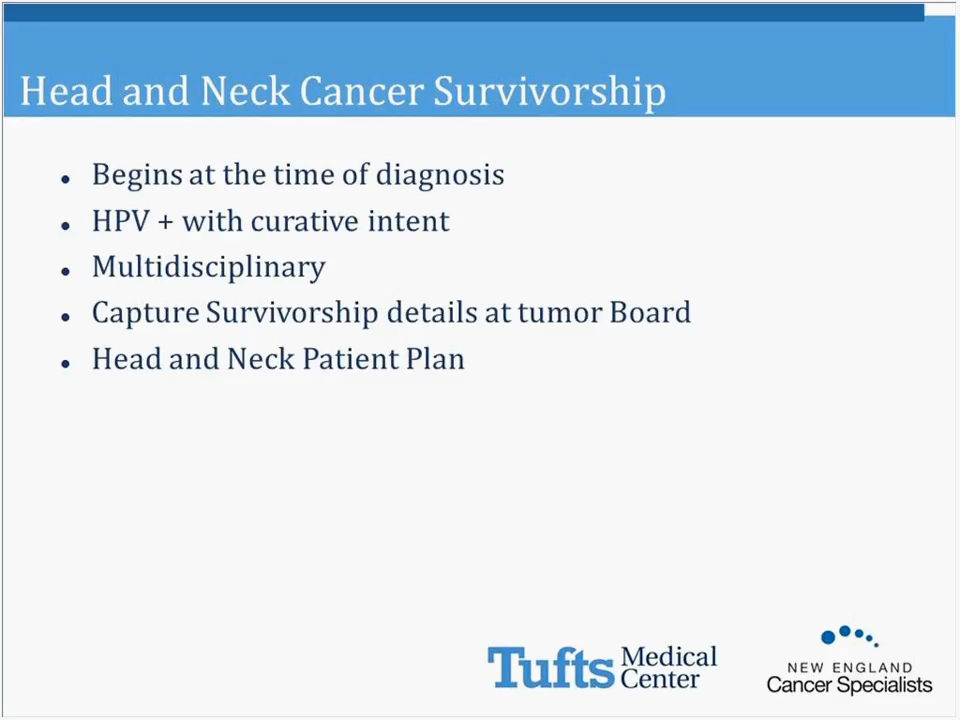 Head and Neck Cancer Survivorship
Begins at the time of diagnosis
HPV + with curative intent
Multidisciplinary
Capture Survivorship details at tumor Board
Head and Neck Patient Plan
Tufts Medical Center
NEW ENGLAND
Cancer Specialists